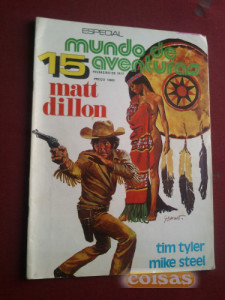 ESPECIAL
mundo de
aventuras
15
matt
dillon
tim tyler
mike steel
coisas